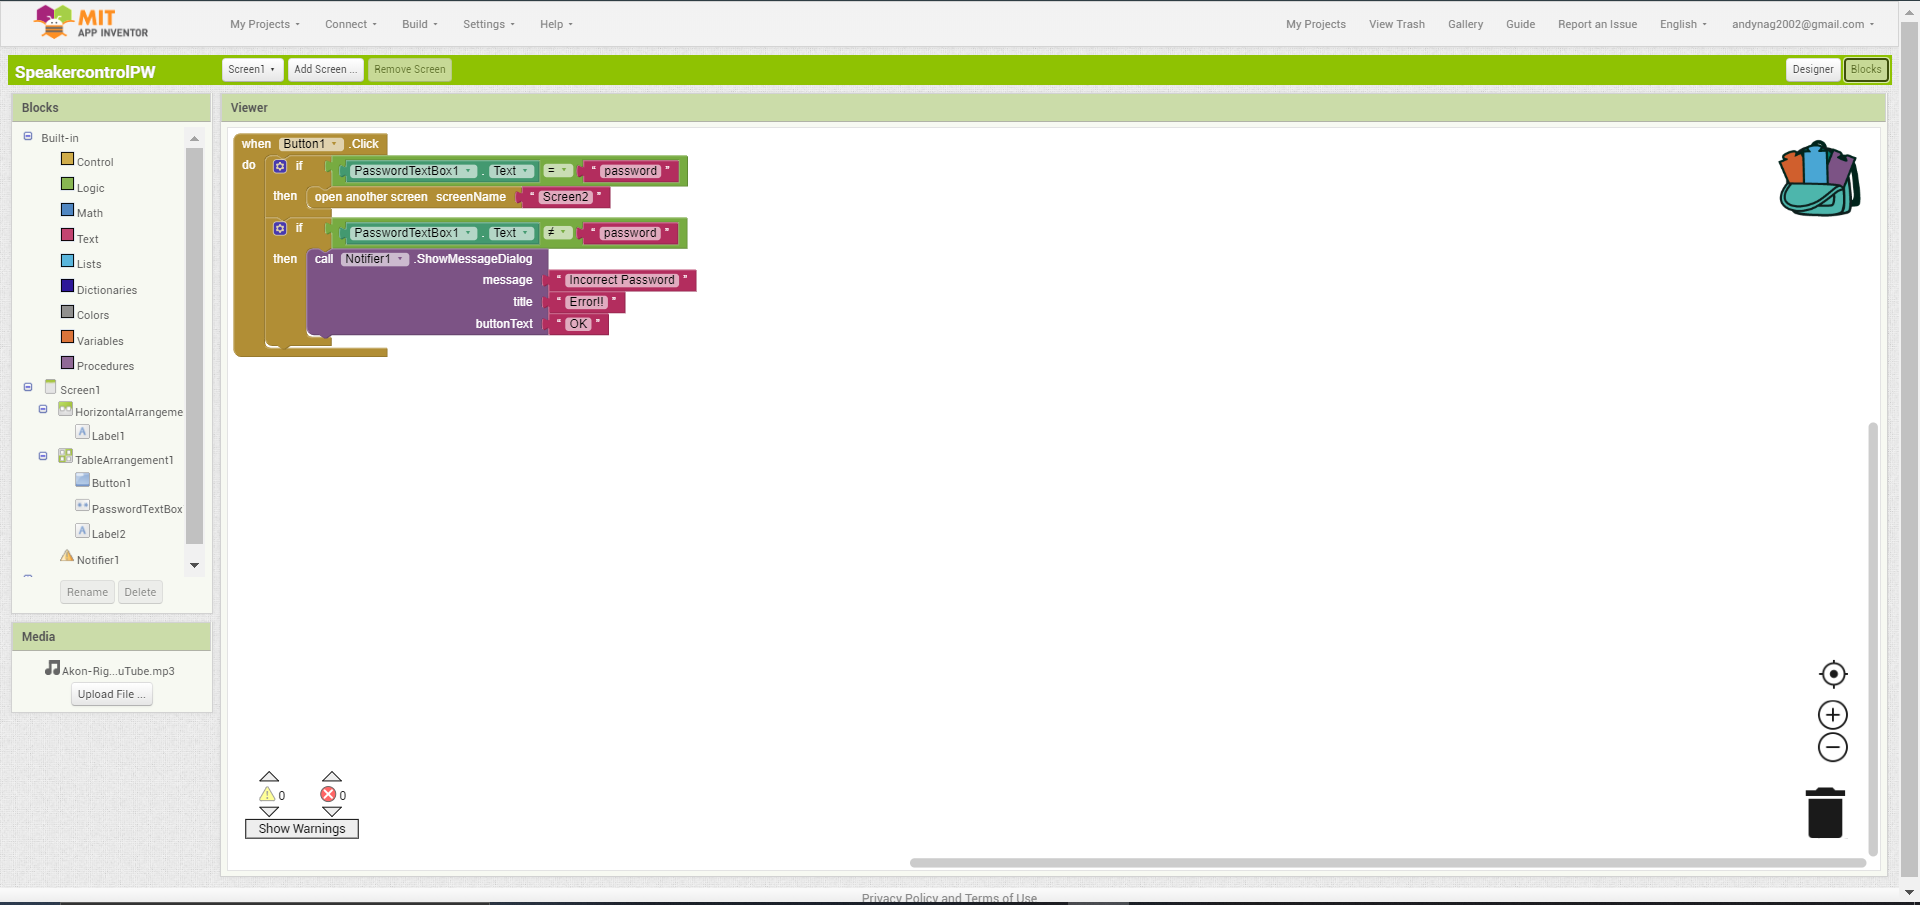 MIT
APP INVENTOR
My Projects Connect Build Settings Help My Projects View Trash Gallery Guide Report an Issue English andynag2002@gmail.com
SpeakercontrolPW Screen1 Add Screen ... Remove Screen Designer Blocks
Blocks
Built-in
Control
Logic
Math
Text
Lists
Dictionaries
Colors
Variables
Procedures
Screen1
HorizontalArrangeme
Label1
TableArrangement1
Button1
PasswordTextBox
Label2
Notifier1
Rename Delete
Media
Akon-Rig...uTube.mp3
Upload File ...
Viewer
when Button1 .Click
do if PasswordTextBox1 . Text = “ password ”
then open another screen screenName “ Screen2 ”
if PasswordTextBox1 . Text ≠ “ password ”
then call Notifier1 .ShowMessageDialog
message “ Incorrect Password ”
title “ Error!! ”
buttonText “ OK ”
0 0
Show Warnings
Privacy Policy and Terms of Use